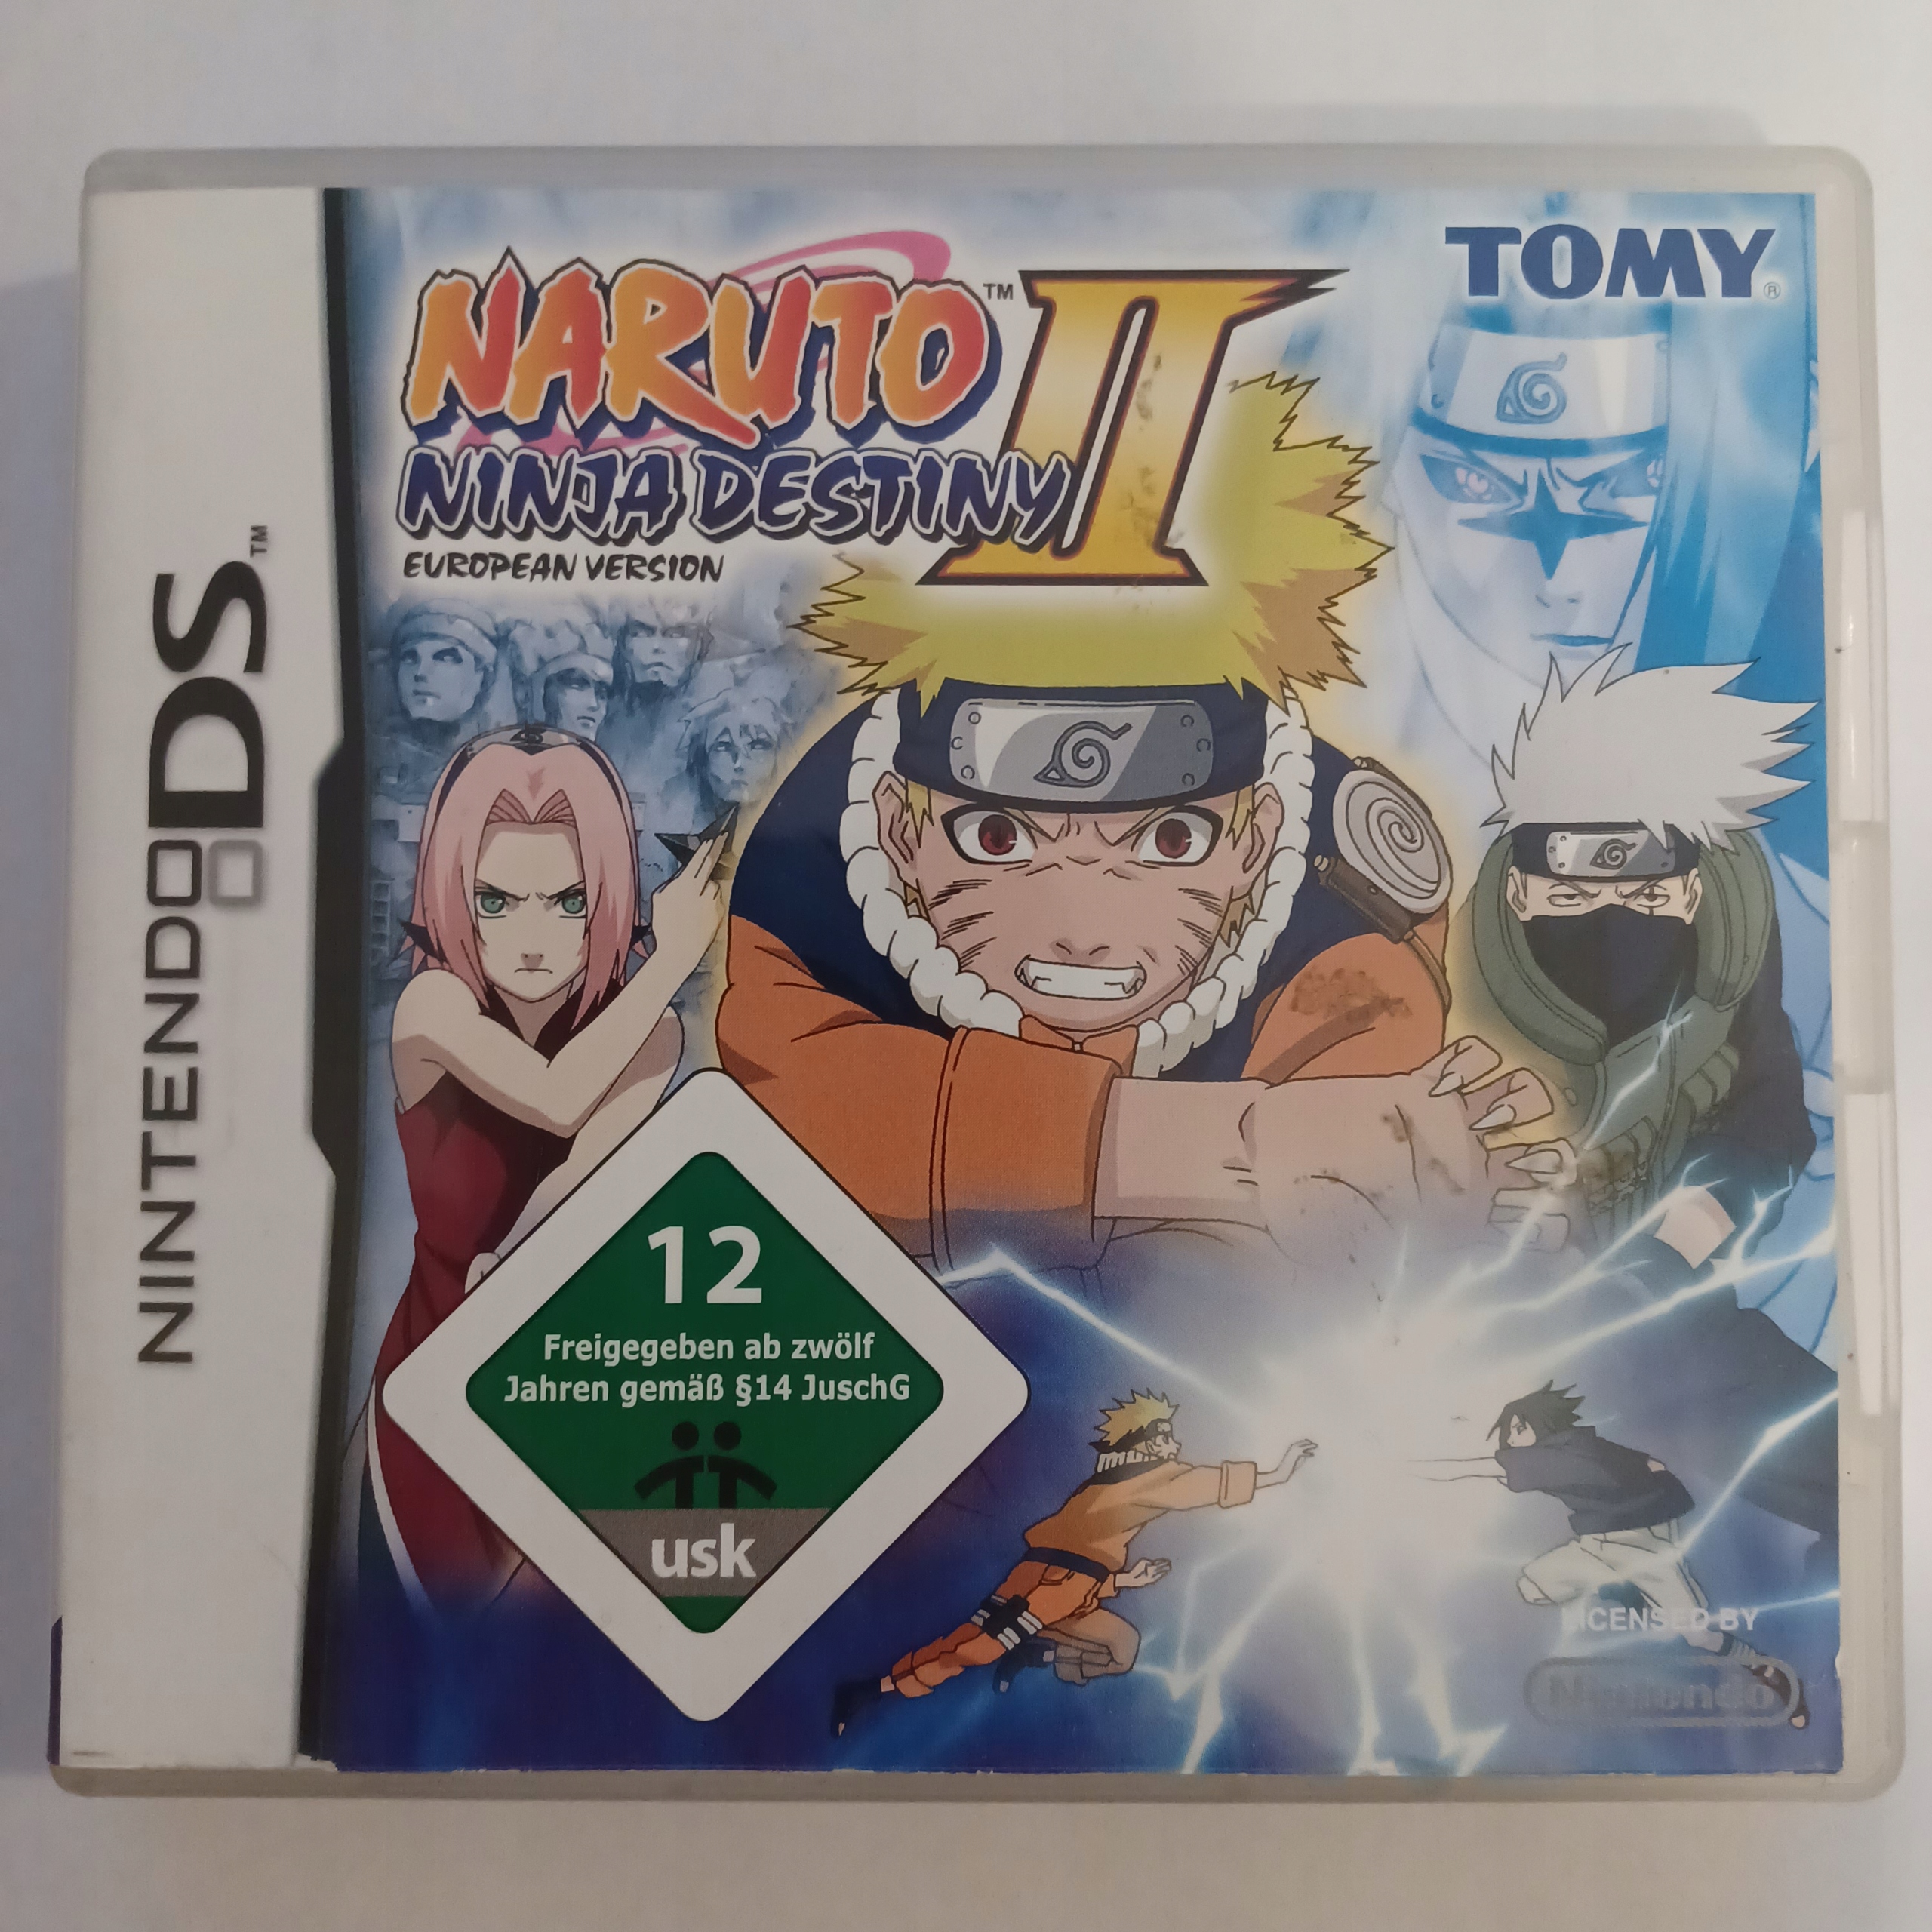 NINTENDO DS™
NARUTO™ II
NINJA DESTINY
EUROPEAN VERSION
TOMY®
12
Freigegeben ab zwölf
Jahren gemäß §14 JuschG
usk
LICENSED BY
Nintendo